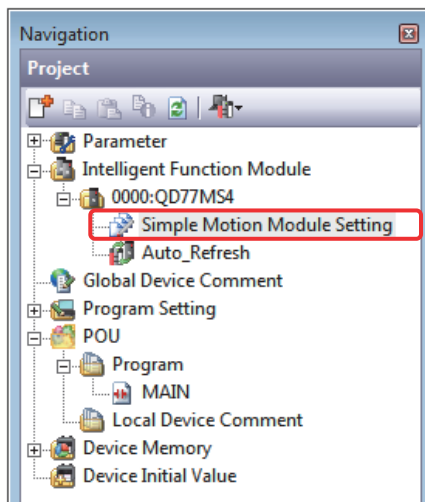 Navigation
Project
Parameter
Intelligent Function Module
0000:QD77MS4
Simple Motion Module Setting
Auto_Refresh
Global Device Comment
Program Setting
POU
Program
MAIN
Local Device Comment
Device Memory
Device Initial Value